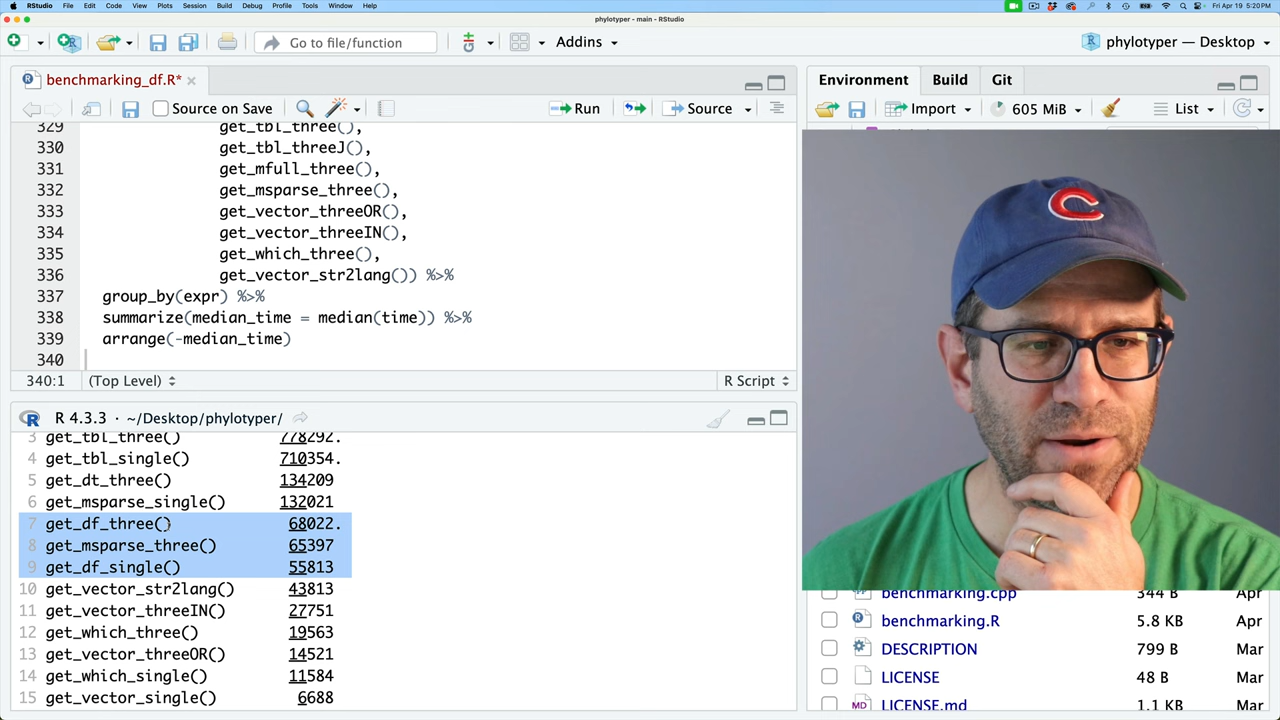 RStudio File Edit Code View Plots Session Build Debug Profile Tools Window Help Fri Apr 19 5:20PM
phylotyper - main - RStudio
Go to file/function Addins phylotyper — Desktop
benchmarking_df.R*
Source on Save Run Source
329 get_tbl_three(),
330 get_tbl_threeJ(),
331 get_mfull_three(),
332 get_msparse_three(),
333 get_vector_threeOR(),
334 get_vector_threeIN(),
335 get_which_three(),
336 get_vector_str2lang()) %>%
337 group_by(expr) %>%
338 summarize(median_time = median(time)) %>%
339 arrange(-median_time)
340
340:1 (Top Level) R Script
R 4.3.3 · ~/Desktop/phylotyper/
3 get_tbl_three() 778292.
4 get_tbl_single() 710354.
5 get_dt_three() 134209
6 get_msparse_single() 132021
7 get_df_three() 68022.
8 get_msparse_three() 65397
9 get_df_single() 55813
10 get_vector_str2lang() 43813
11 get_vector_threeIN() 27751
12 get_which_three() 19563
13 get_vector_threeOR() 14521
14 get_which_single() 11584
15 get_vector_single() 6688
Environment Build Git
Import 605 MiB List
C
benchmarking.cpp 344 B Apr
benchmarking.R 5.8 KB Apr
DESCRIPTION 799 B Mar
LICENSE 48 B Mar
LICENSE.md 1.1 KB Mar